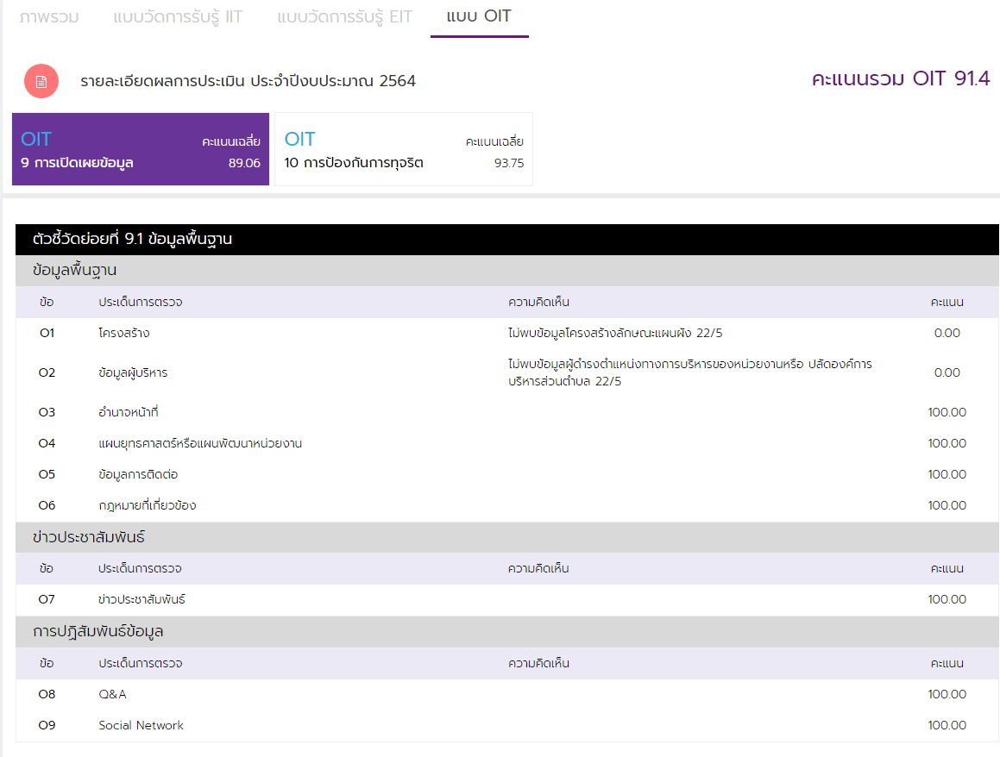 ภาพรวม แบบวัดการรับรู้ IIT แบบวัดการรับรู้ EIT แบบ OIT
รายละเอียดผลการประเมิน ประจำปีงบประมาณ 2564 คะแนนรวม OIT 91.4
OIT คะแนนเฉลี่ย
9 การเปิดเผยข้อมูล 89.06
OIT คะแนนเฉลี่ย
10 การป้องกันการทุจริต 93.75
ตัวชี้วัดย่อยที่ 9.1 ข้อมูลพื้นฐาน
ข้อมูลพื้นฐาน
ข้อ ประเด็นการตรวจ ความคิดเห็น คะแนน
O1 โครงสร้าง ไม่พบข้อมูลโครงสร้างลักษณะแผนผัง 22/5 0.00
O2 ข้อมูลผู้บริหาร ไม่พบข้อมูลผู้ดำรงตำแหน่งทางการบริหารของหน่วยงานหรือ ปลัดองค์การ
บริหารส่วนตำบล 22/5 0.00
O3 อำนาจหน้าที่ 100.00
O4 แผนยุทธศาสตร์หรือแผนพัฒนาหน่วยงาน 100.00
O5 ข้อมูลการติดต่อ 100.00
O6 กฎหมายที่เกี่ยวข้อง 100.00
ข่าวประชาสัมพันธ์
ข้อ ประเด็นการตรวจ ความคิดเห็น คะแนน
O7 ข่าวประชาสัมพันธ์ 100.00
การปฏิสัมพันธ์ข้อมูล
ข้อ ประเด็นการตรวจ ความคิดเห็น คะแนน
O8 Q&A 100.00
O9 Social Network 100.00